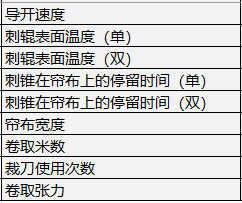 导开速度
刺辊表面温度（单）
刺辊表面温度（双）
刺锥在帘布上的停留时间（单）
刺锥在帘布上的停留时间（双）
帘布宽度
卷取米数
裁刀使用次数
卷取张力